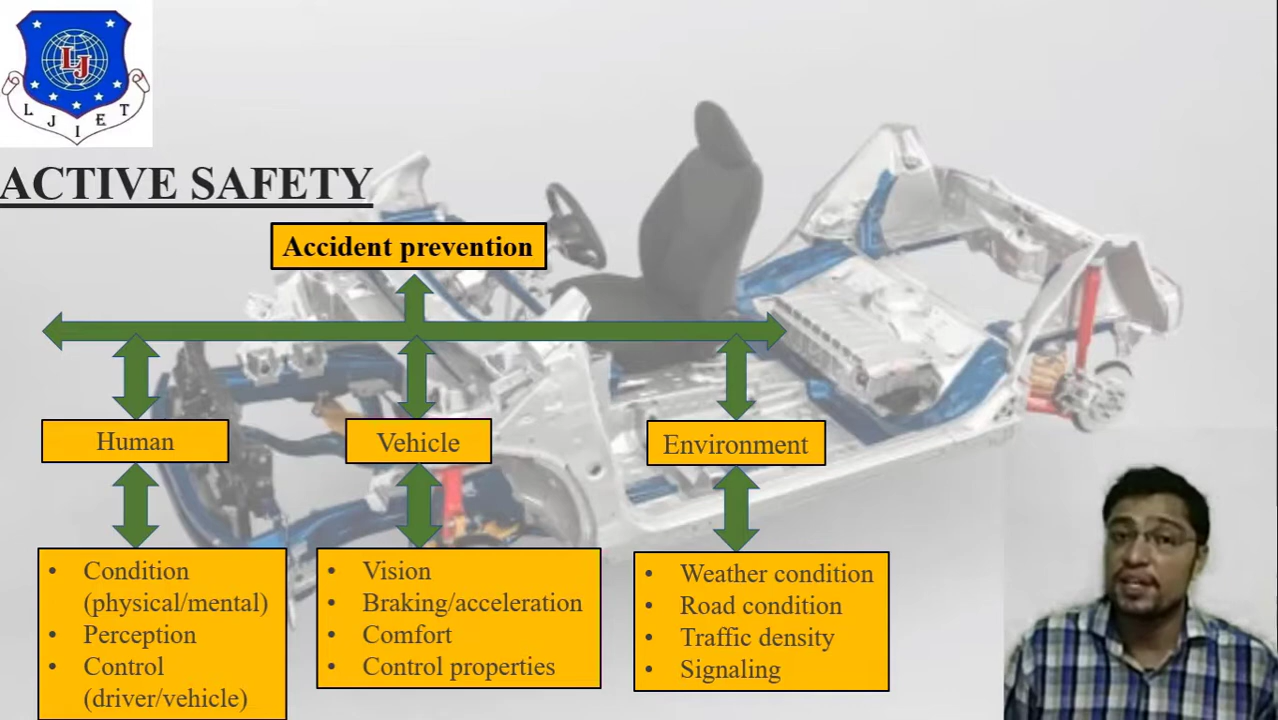 LJ
L J I E T
ACTIVE SAFETY
Accident prevention
Human
Vehicle
Environment
• Condition
(physical/mental)
• Perception
• Control
(driver/vehicle)
• Vision
• Braking/acceleration
• Comfort
• Control properties
• Weather condition
• Road condition
• Traffic density
• Signaling